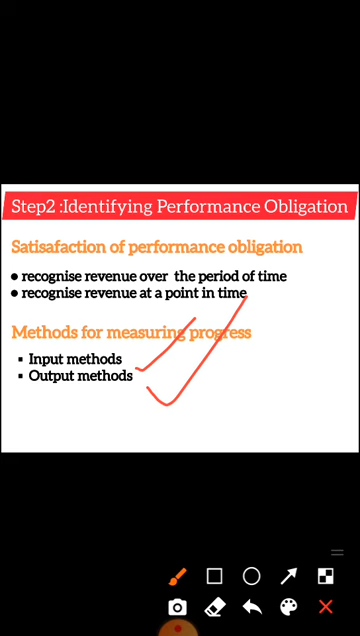 Step2 :Identifying Performance Obligation
Satisafaction of performance obligation
● recognise revenue over the period of time
● recognise revenue at a point in time
Methods for measuring progress
▪ Input methods
▪ Output methods